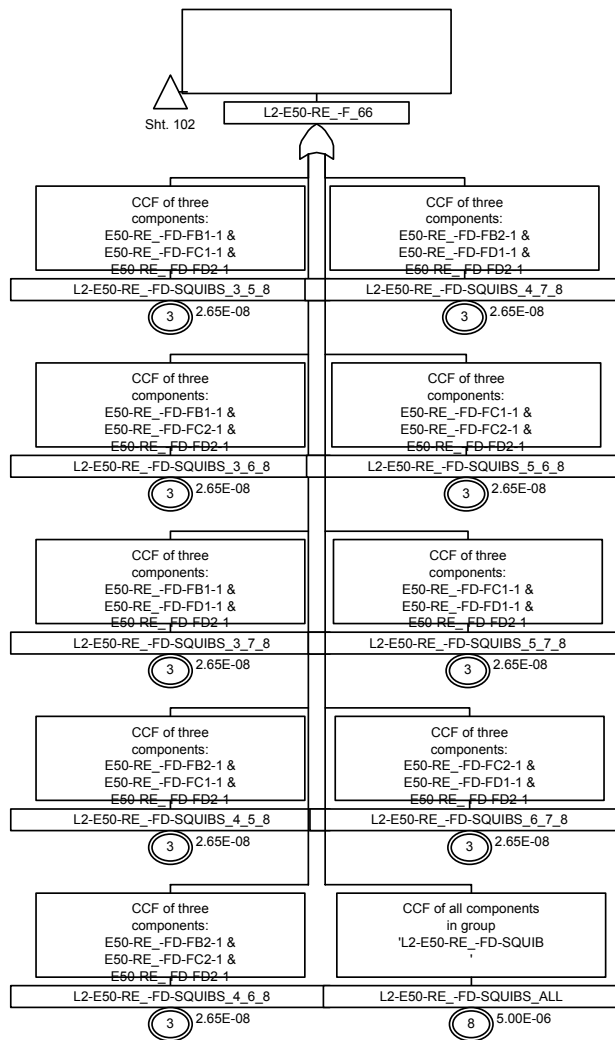 Sht. 102
L2-E50-RE_-F_66
CCF of three
components:
E50-RE_-FD-FB1-1 &
E50-RE_-FD-FC1-1 &
E50-RE_-FD-FD2-1
L2-E50-RE_-FD-SQUIBS_3_5_8
3
2.65E-08
CCF of three
components:
E50-RE_-FD-FB2-1 &
E50-RE_-FD-FD1-1 &
E50-RE_-FD-FD2-1
L2-E50-RE_-FD-SQUIBS_4_7_8
3
2.65E-08
CCF of three
components:
E50-RE_-FD-FB1-1 &
E50-RE_-FD-FC2-1 &
E50-RE_-FD-FD2-1
L2-E50-RE_-FD-SQUIBS_3_6_8
3
2.65E-08
CCF of three
components:
E50-RE_-FD-FC1-1 &
E50-RE_-FD-FC2-1 &
E50-RE_-FD-FD2-1
L2-E50-RE_-FD-SQUIBS_5_6_8
3
2.65E-08
CCF of three
components:
E50-RE_-FD-FB1-1 &
E50-RE_-FD-FD1-1 &
E50-RE_-FD-FD2-1
L2-E50-RE_-FD-SQUIBS_3_7_8
3
2.65E-08
CCF of three
components:
E50-RE_-FD-FC1-1 &
E50-RE_-FD-FD1-1 &
E50-RE_-FD-FD2-1
L2-E50-RE_-FD-SQUIBS_5_7_8
3
2.65E-08
CCF of three
components:
E50-RE_-FD-FB2-1 &
E50-RE_-FD-FC1-1 &
E50-RE_-FD-FD2-1
L2-E50-RE_-FD-SQUIBS_4_5_8
3
2.65E-08
CCF of three
components:
E50-RE_-FD-FC2-1 &
E50-RE_-FD-FD1-1 &
E50-RE_-FD-FD2-1
L2-E50-RE_-FD-SQUIBS_6_7_8
3
2.65E-08
CCF of three
components:
E50-RE_-FD-FB2-1 &
E50-RE_-FD-FC2-1 &
E50-RE_-FD-FD2-1
L2-E50-RE_-FD-SQUIBS_4_6_8
3
2.65E-08
CCF of all components
in group
'L2-E50-RE_-FD-SQUIB
'
L2-E50-RE_-FD-SQUIBS_ALL
8
5.00E-06